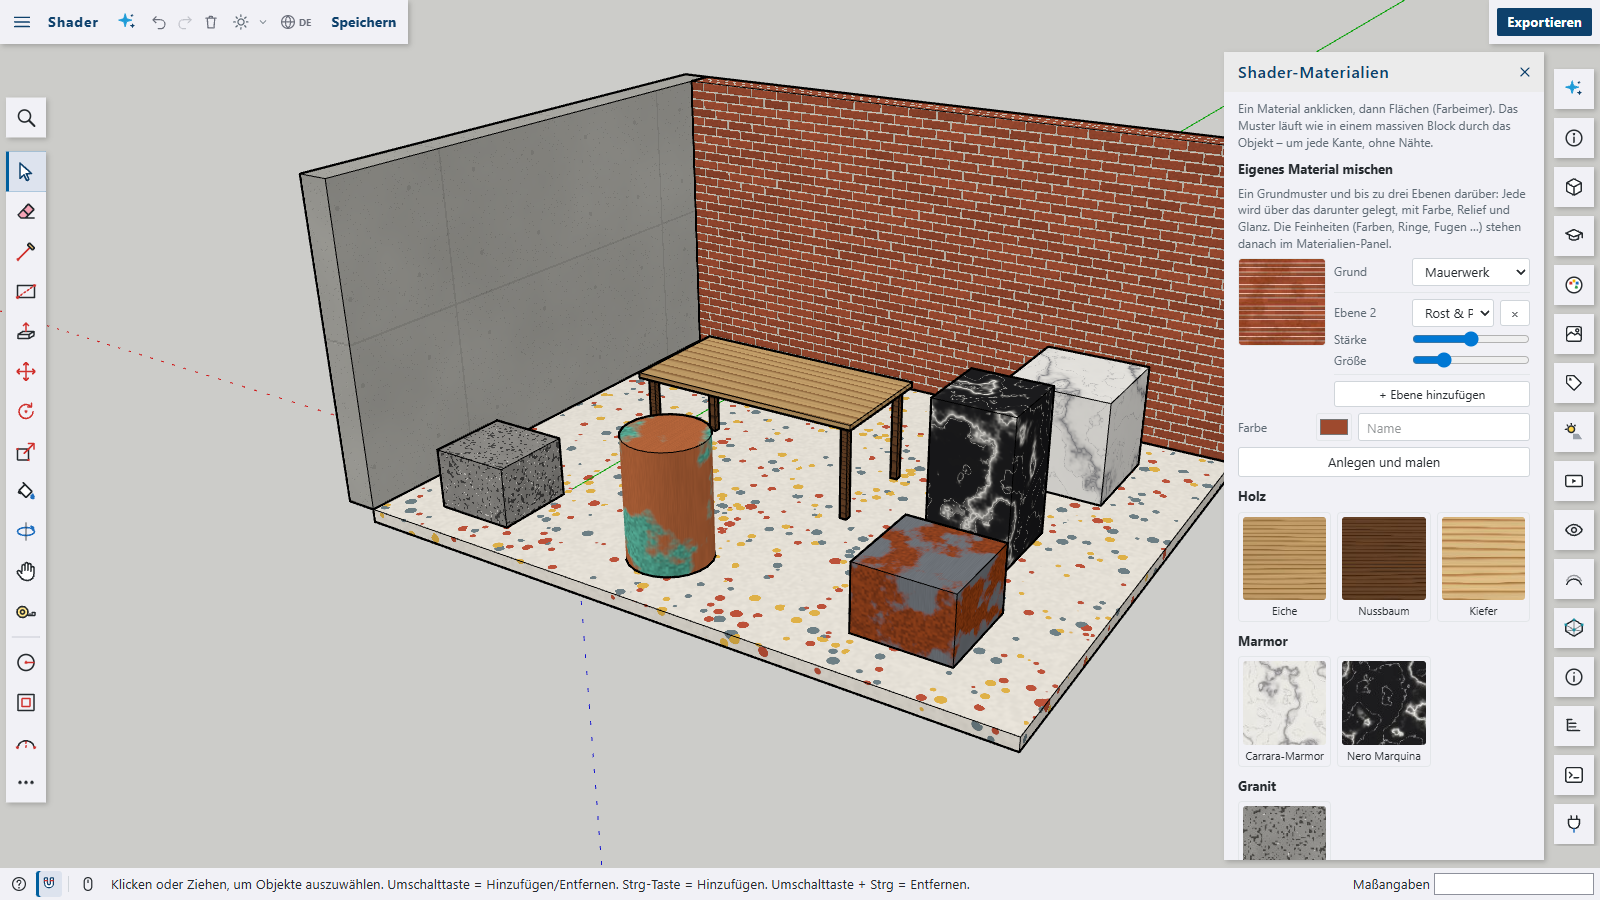 Shader
DE
Speichern
Exportieren
Shader-Materialien
Ein Material anklicken, dann Flächen (Farbeimer). Das
Muster läuft wie in einem massiven Block durch das
Objekt – um jede Kante, ohne Nähte.
Eigenes Material mischen
Ein Grundmuster und bis zu drei Ebenen darüber: Jede
wird über das darunter gelegt, mit Farbe, Relief und
Glanz. Die Feinheiten (Farben, Ringe, Fugen ...) stehen
danach im Materialien-Panel.
Grund
Mauerwerk
Ebene 2
Rost & P
×
Stärke
Größe
+ Ebene hinzufügen
Farbe
Name
Anlegen und malen
Holz
Eiche
Nussbaum
Kiefer
Marmor
Carrara-Marmor
Nero Marquina
Granit
Klicken oder Ziehen, um Objekte auszuwählen. Umschalttaste = Hinzufügen/Entfernen. Strg-Taste = Hinzufügen. Umschalttaste + Strg = Entfernen.
Maßangaben